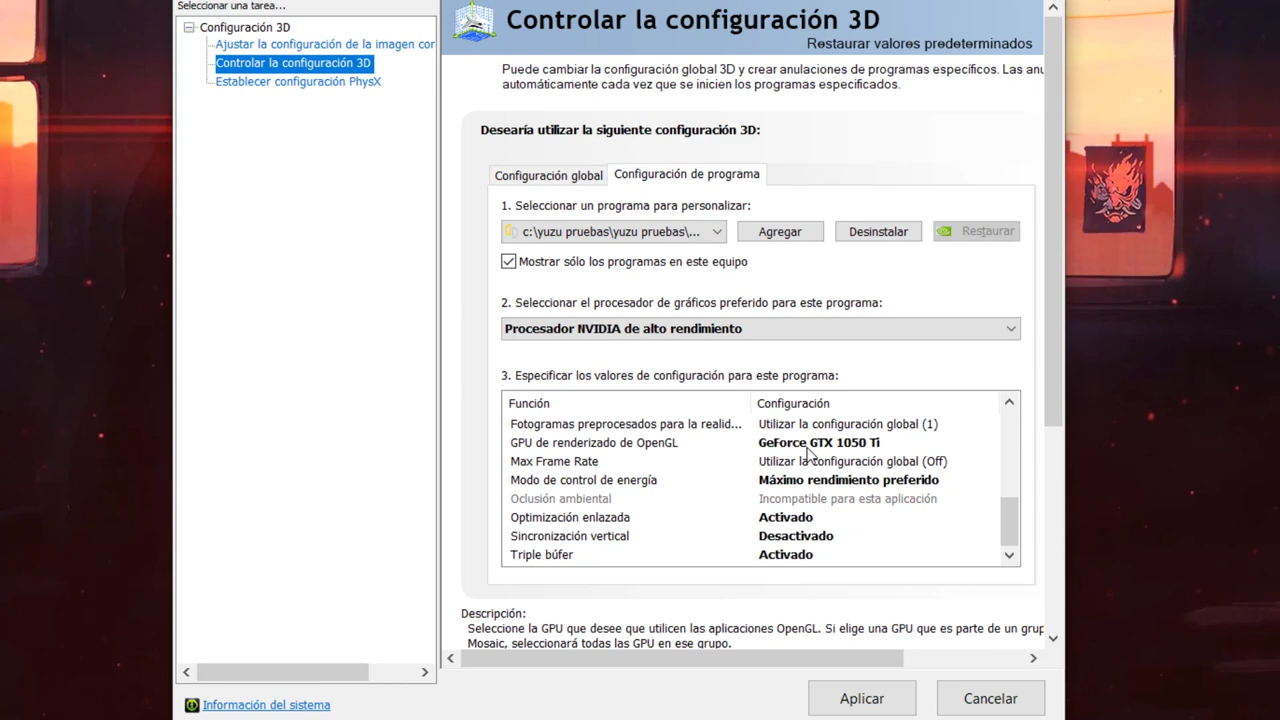 Seleccionar una tarea...
Configuración 3D
Ajustar la configuración de la imagen cor
Controlar la configuración 3D
Establecer configuración PhysX
Información del sistema
Controlar la configuración 3D
Restaurar valores predeterminados
Puede cambiar la configuración global 3D y crear anulaciones de programas específicos. Las anu
automáticamente cada vez que se inicien los programas especificados.
Desearía utilizar la siguiente configuración 3D:
Configuración global
Configuración de programa
1. Seleccionar un programa para personalizar:
c:\yuzu pruebas\yuzu pruebas\...
Agregar
Desinstalar
Restaurar
Mostrar sólo los programas en este equipo
2. Seleccionar el procesador de gráficos preferido para este programa:
Procesador NVIDIA de alto rendimiento
3. Especificar los valores de configuración para este programa:
Función Configuración
Fotogramas preprocesados para la realid... Utilizar la configuración global (1)
GPU de renderizado de OpenGL GeForce GTX 1050 Ti
Max Frame Rate Utilizar la configuración global (Off)
Modo de control de energía Máximo rendimiento preferido
Oclusión ambiental Incompatible para esta aplicación
Optimización enlazada Activado
Sincronización vertical Desactivado
Triple búfer Activado
Descripción:
Seleccione la GPU que desee que utilicen las aplicaciones OpenGL. Si elige una GPU que es parte de un grup
Mosaic, seleccionará todas las GPU en ese grupo.
Aplicar
Cancelar